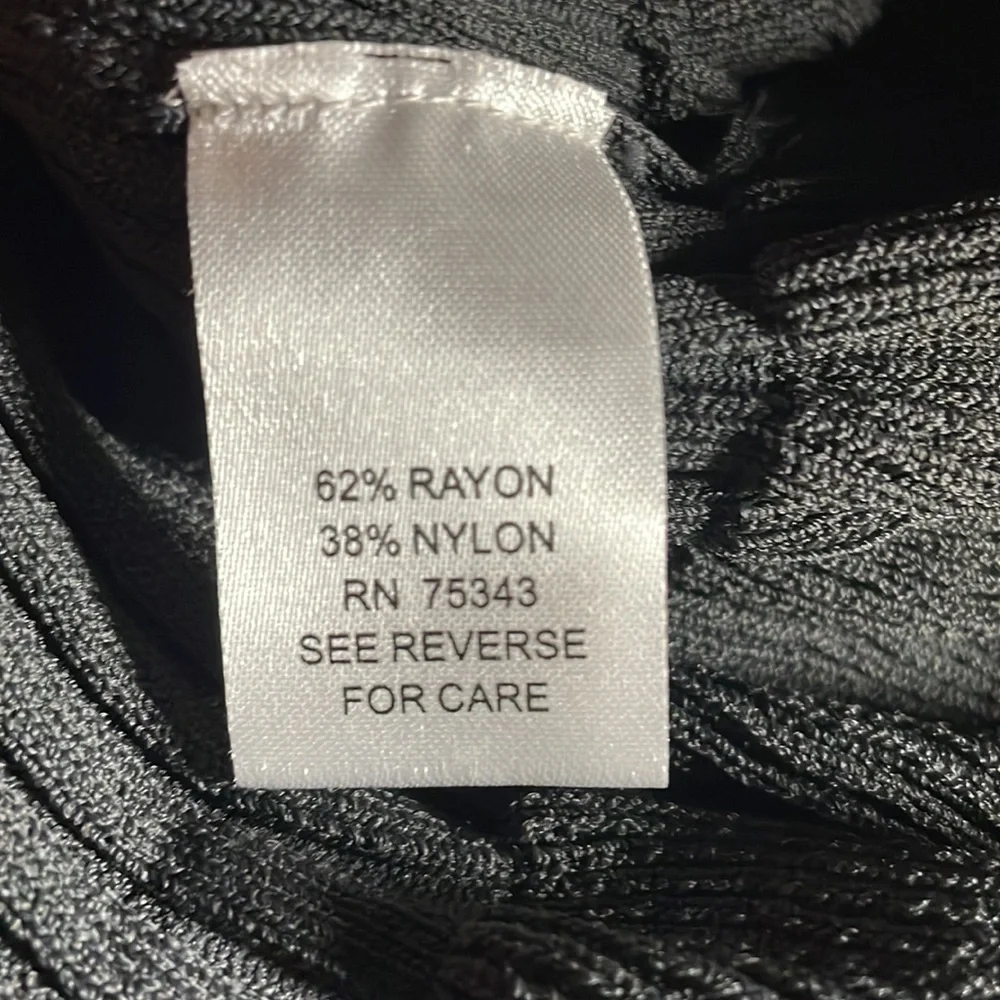 62% RAYON
38% NYLON
RN 75343
SEE REVERSE
FOR CARE